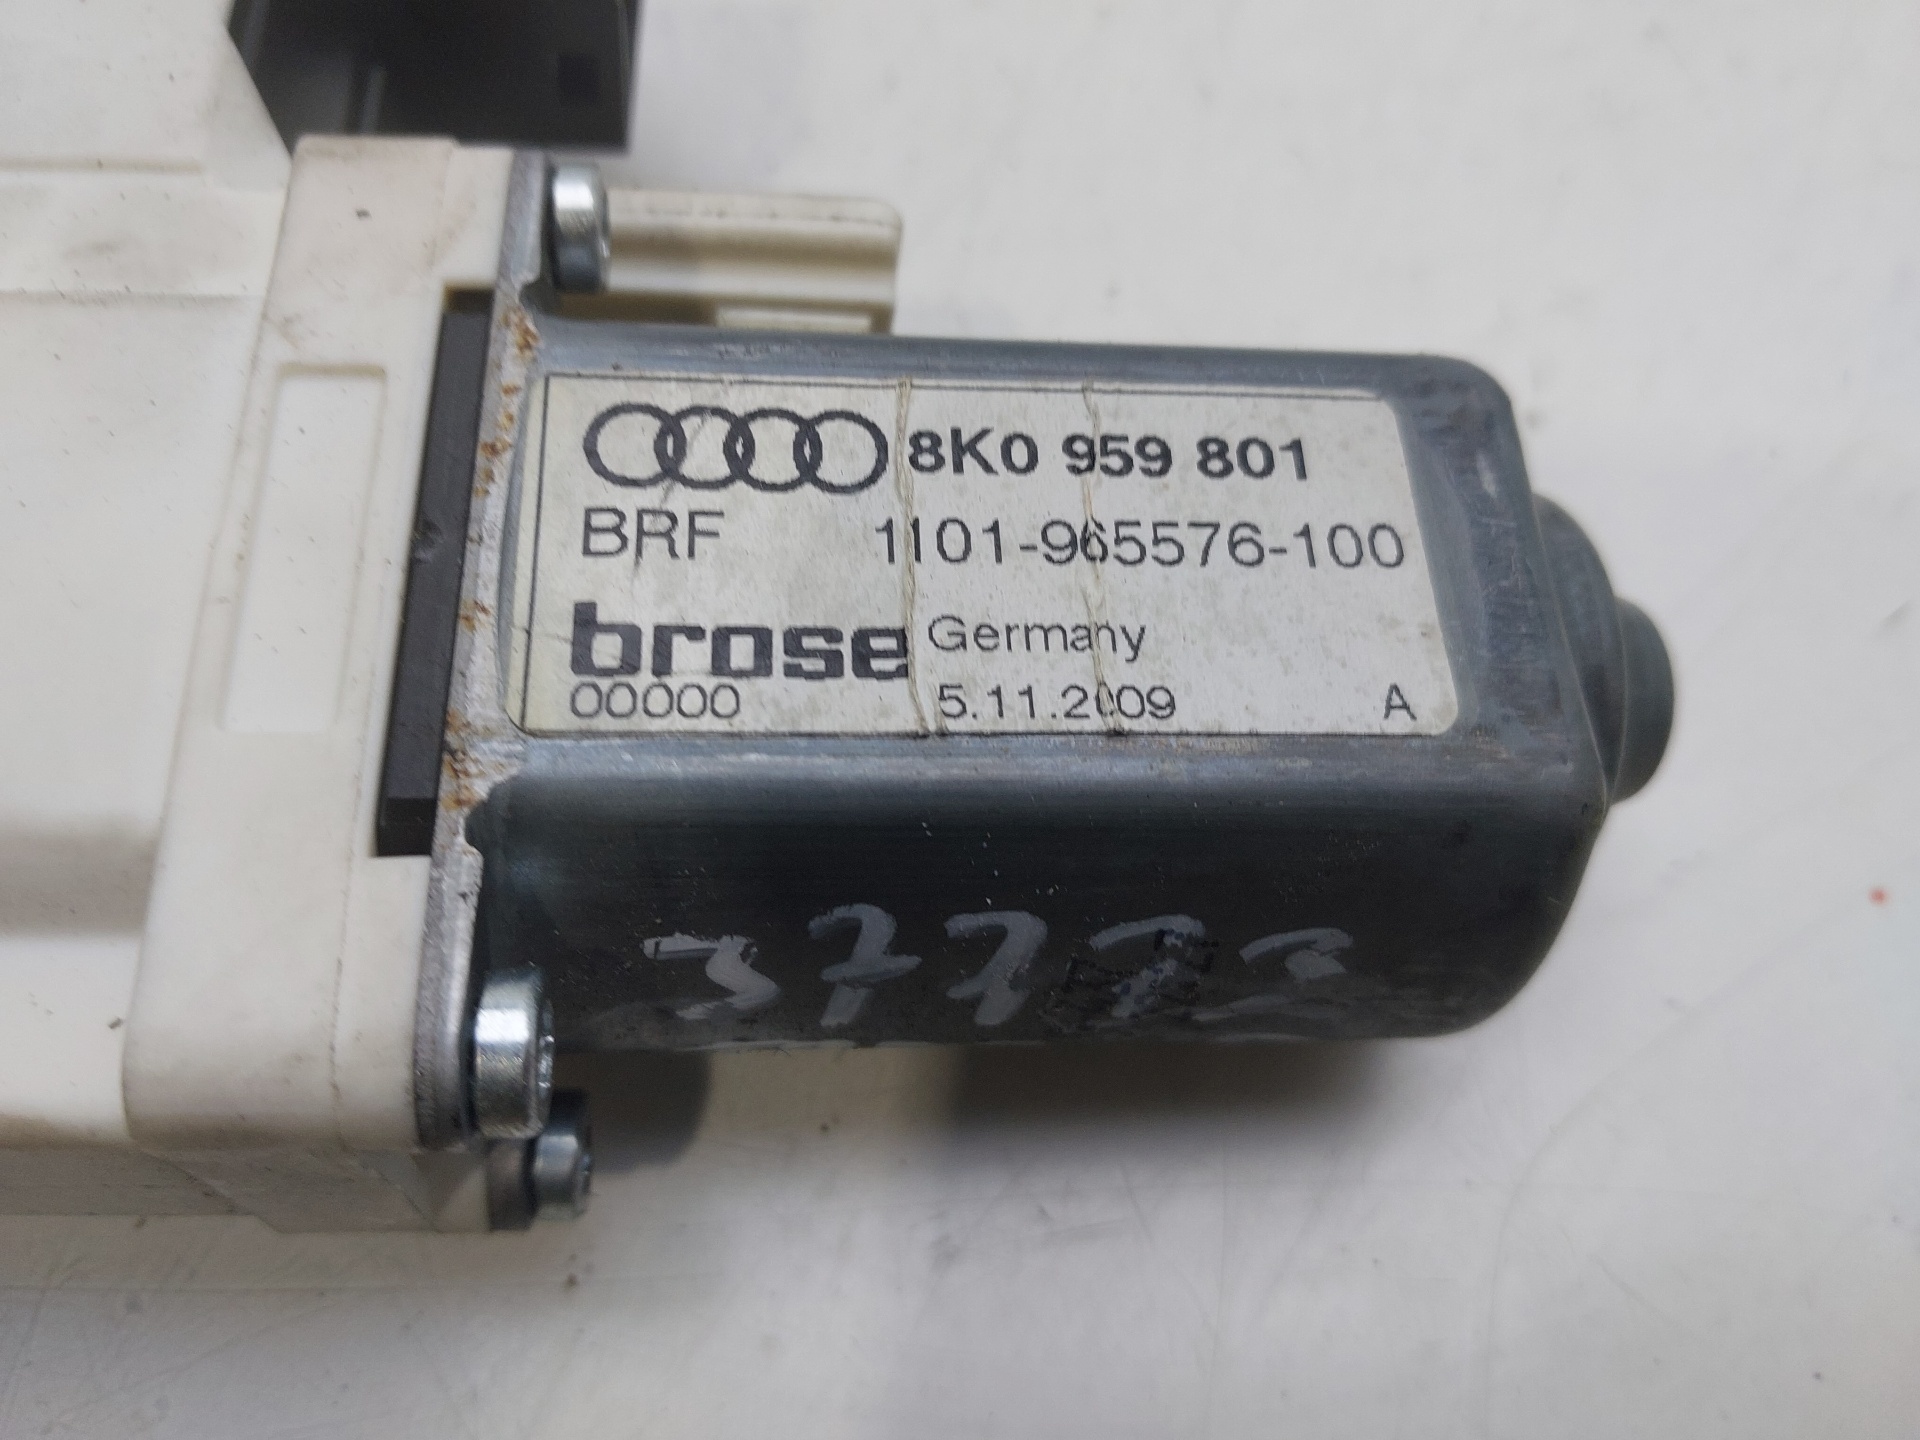 8K0 959 801
BRF 1101-965576-100
brose Germany
00000 5.11.2009 A